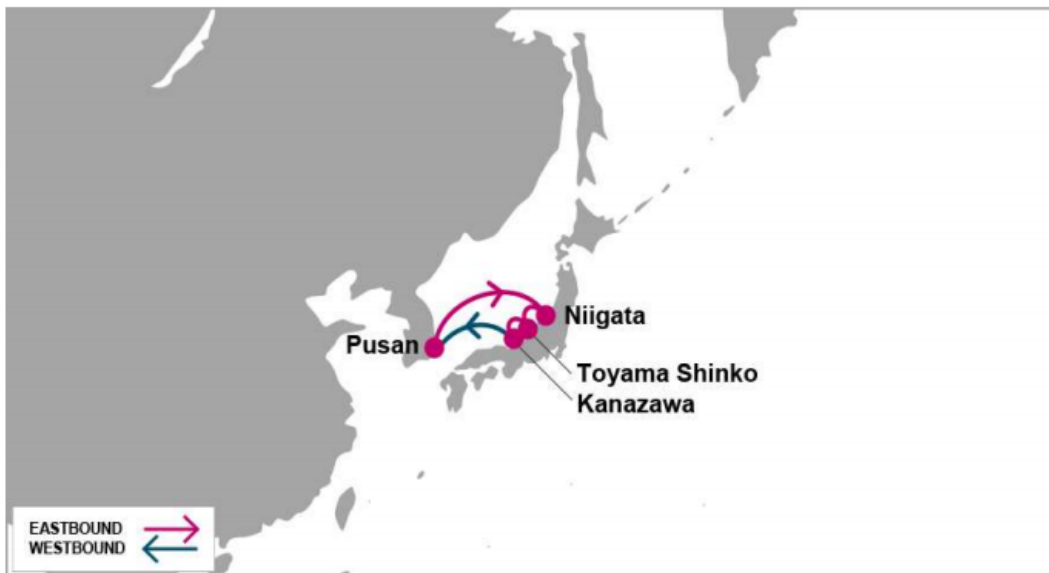 Niigata
Pusan
Toyama Shinko
Kanazawa
EASTBOUND
WESTBOUND